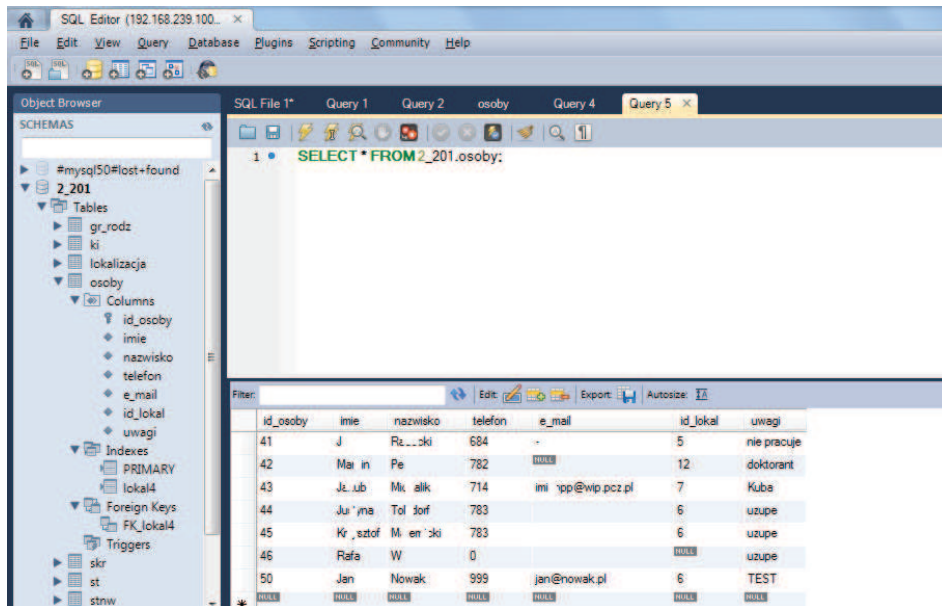 SQL Editor (192.168.239.100... ×
File Edit View Query Database Plugins Scripting Community Help
Object Browser
SQL File 1* Query 1 Query 2 osoby Query 4 Query 5 ×
SCHEMAS
1 SELECT * FROM 2_201.osoby;
#mysql50#lost+found
2_201
Tables
gr_rodz
ki
lokalizacja
osoby
Columns
id_osoby
imie
nazwisko
telefon
e_mail
id_lokal
uwagi
Indexes
PRIMARY
lokal4
Foreign Keys
FK_lokal4
Triggers
skr
st
stnw
Filter: Edit: Export: Autosize:
id_osoby imie nazwisko telefon e_mail id_lokal uwagi
41 J 684 - 5 nie pracuje
42 Pe 782 NULL 12 doktorant
43 714 7 Kuba
44 783 6 uzupe
45 783 6 uzupe
46 Rafa W 0 NULL uzupe
50 Jan Nowak 999 jan@nowak.pl 6 TEST
* NULL NULL NULL NULL NULL NULL NULL